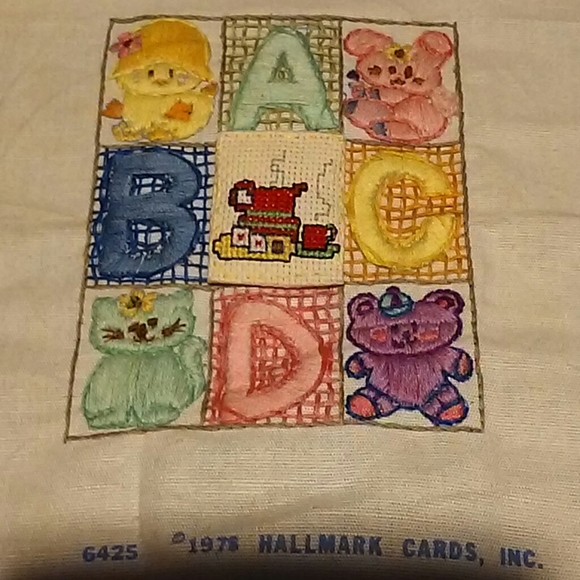 A
B C
D
6425 ©1978 HALLMARK CARDS, INC.